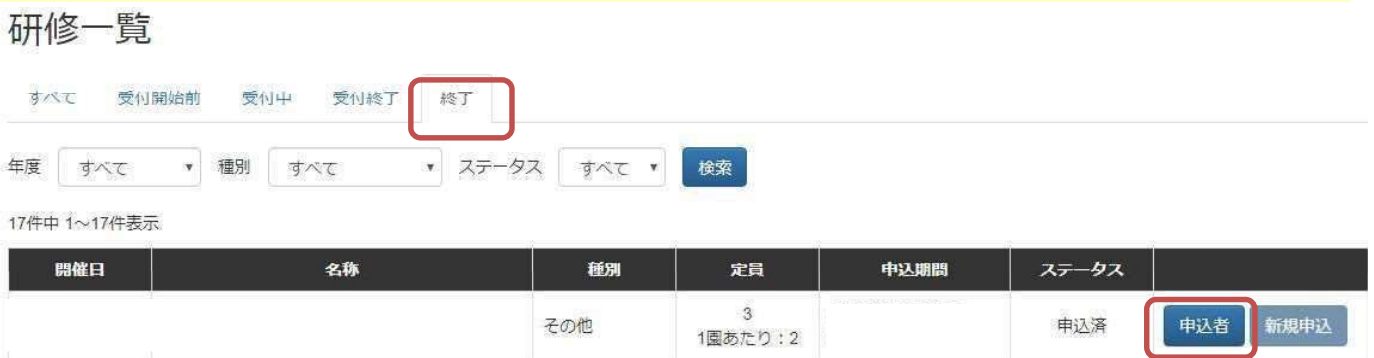 研修一覧
すべて 受付開始前 受付中 受付終了 終了
年度 すべて 種別 すべて ステータス すべて 検索
17件中 1～17件表示
開催日 名称 種別 定員 申込期間 ステータス
その他 3 申込済 申込者 新規申込
1園あたり：2